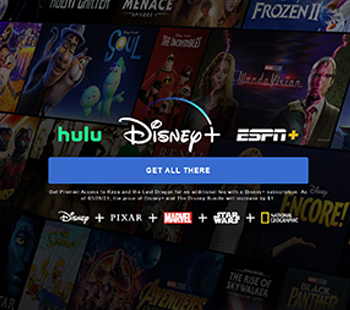 MENACE
FROZEN II
SOUL
THE INCREDIBLES
WandaVision
hulu Disney+ ESPN+
GET ALL THERE
Get Premier Access to Raya and the Last Dragon for an additional fee with a Disney+ subscription. As
of 03/26/21, the price of Disney+ and The Disney Bundle will increase by $1
Disney + PIXAR + MARVEL + STAR WARS + NATIONAL GEOGRAPHIC
ENCORE!
AVENGERS
THE RISE OF
SKYWALKER
BLACK PANTHER